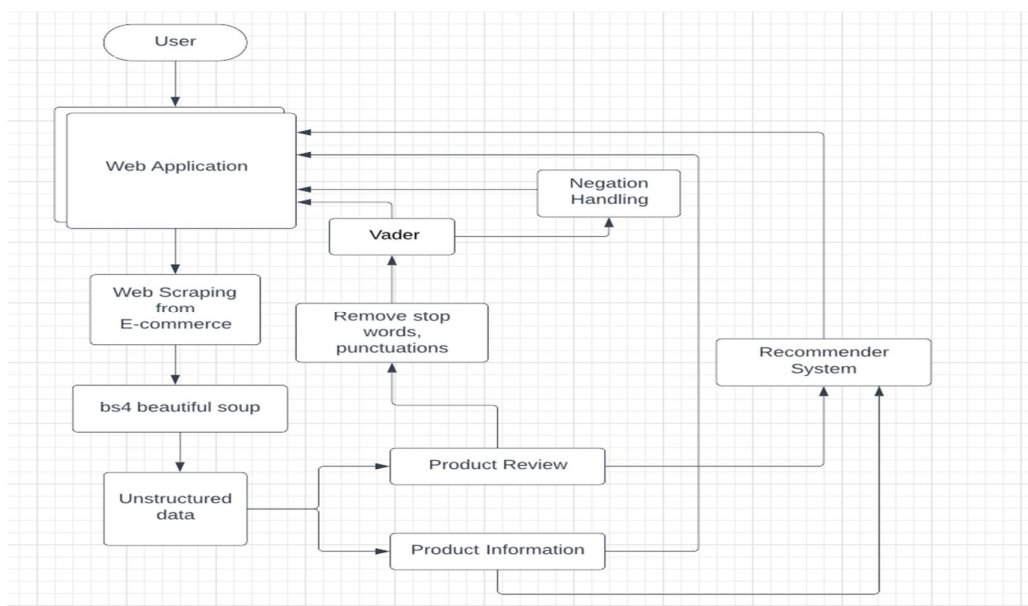 User
Web Application
Negation
Handling
Vader
Web Scraping
from
E-commerce
Remove stop
words,
punctuations
Recommender
System
bs4 beautiful soup
Product Review
Unstructured
data
Product Information